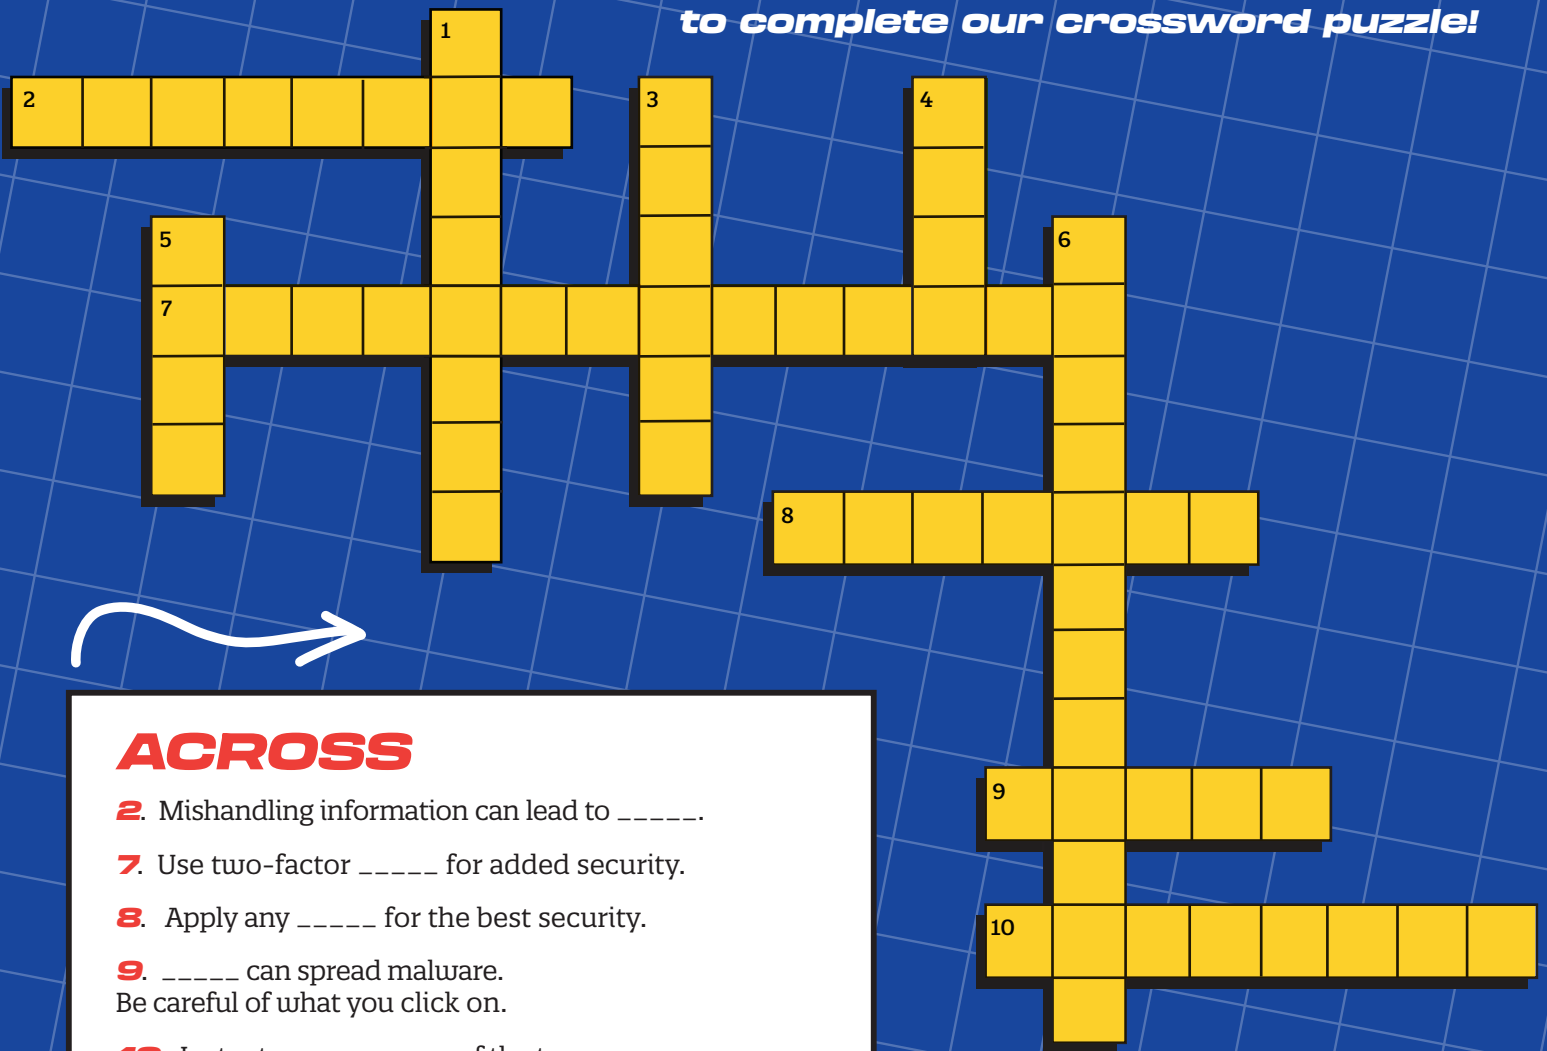 to complete our crossword puzzle!
1
2
3
4
5
6
7
8
9
10
ACROSS
2. Mishandling information can lead to _____.
7. Use two-factor _____ for added security.
8. Apply any _____ for the best security.
9. _____ can spread malware.
Be careful of what you click on.